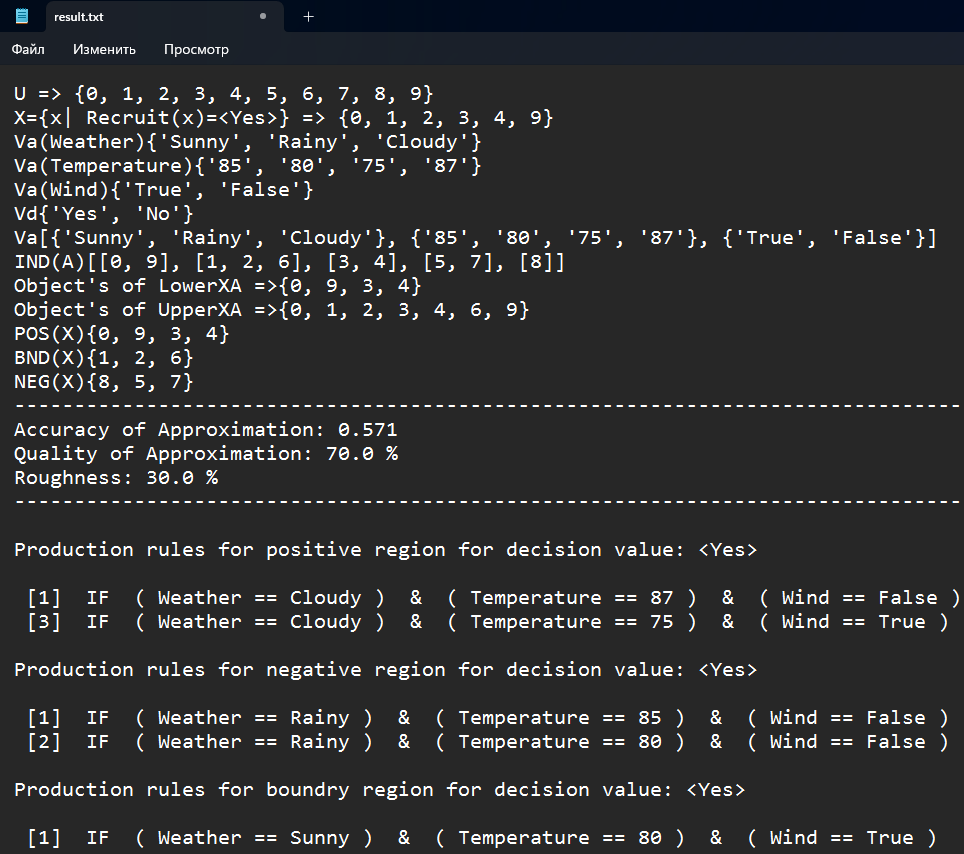 result.txt
Файл Изменить Просмотр
U => {0, 1, 2, 3, 4, 5, 6, 7, 8, 9}
X={x| Recruit(x)=<Yes>} => {0, 1, 2, 3, 4, 9}
Va(Weather){'Sunny', 'Rainy', 'Cloudy'}
Va(Temperature){'85', '80', '75', '87'}
Va(Wind){'True', 'False'}
Vd{'Yes', 'No'}
Va[{'Sunny', 'Rainy', 'Cloudy'}, {'85', '80', '75', '87'}, {'True', 'False'}]
IND(A)[[0, 9], [1, 2, 6], [3, 4], [5, 7], [8]]
Object's of LowerXA =>{0, 9, 3, 4}
Object's of UpperXA =>{0, 1, 2, 3, 4, 6, 9}
POS(X){0, 9, 3, 4}
BND(X){1, 2, 6}
NEG(X){8, 5, 7}
-------------------------------------------------------------------------------
Accuracy of Approximation: 0.571
Quality of Approximation: 70.0 %
Roughness: 30.0 %
-------------------------------------------------------------------------------
Production rules for positive region for decision value: <Yes>
[1] IF ( Weather == Cloudy ) & ( Temperature == 87 ) & ( Wind == False )
[3] IF ( Weather == Cloudy ) & ( Temperature == 75 ) & ( Wind == True )
Production rules for negative region for decision value: <Yes>
[1] IF ( Weather == Rainy ) & ( Temperature == 85 ) & ( Wind == False )
[2] IF ( Weather == Rainy ) & ( Temperature == 80 ) & ( Wind == False )
Production rules for boundry region for decision value: <Yes>
[1] IF ( Weather == Sunny ) & ( Temperature == 80 ) & ( Wind == True )